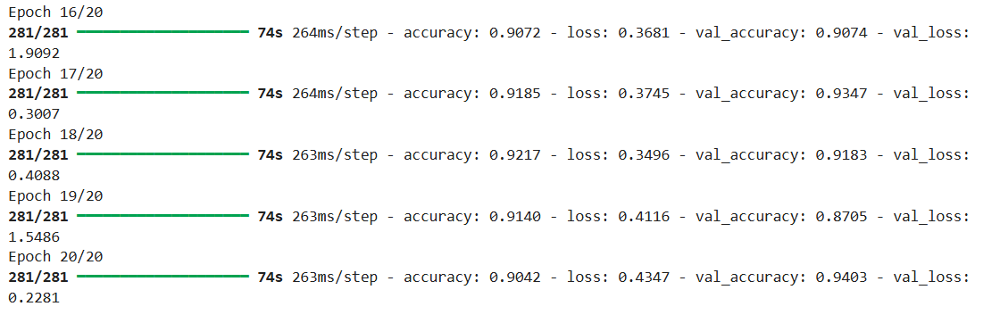 Epoch 16/20
281/281 ━━━━━━━━━━━━━━━━━━━━ 74s 264ms/step - accuracy: 0.9072 - loss: 0.3681 - val_accuracy: 0.9074 - val_loss:
1.9092
Epoch 17/20
281/281 ━━━━━━━━━━━━━━━━━━━━ 74s 264ms/step - accuracy: 0.9185 - loss: 0.3745 - val_accuracy: 0.9347 - val_loss:
0.3007
Epoch 18/20
281/281 ━━━━━━━━━━━━━━━━━━━━ 74s 263ms/step - accuracy: 0.9217 - loss: 0.3496 - val_accuracy: 0.9183 - val_loss:
0.4088
Epoch 19/20
281/281 ━━━━━━━━━━━━━━━━━━━━ 74s 263ms/step - accuracy: 0.9140 - loss: 0.4116 - val_accuracy: 0.8705 - val_loss:
1.5486
Epoch 20/20
281/281 ━━━━━━━━━━━━━━━━━━━━ 74s 263ms/step - accuracy: 0.9042 - loss: 0.4347 - val_accuracy: 0.9403 - val_loss:
0.2281